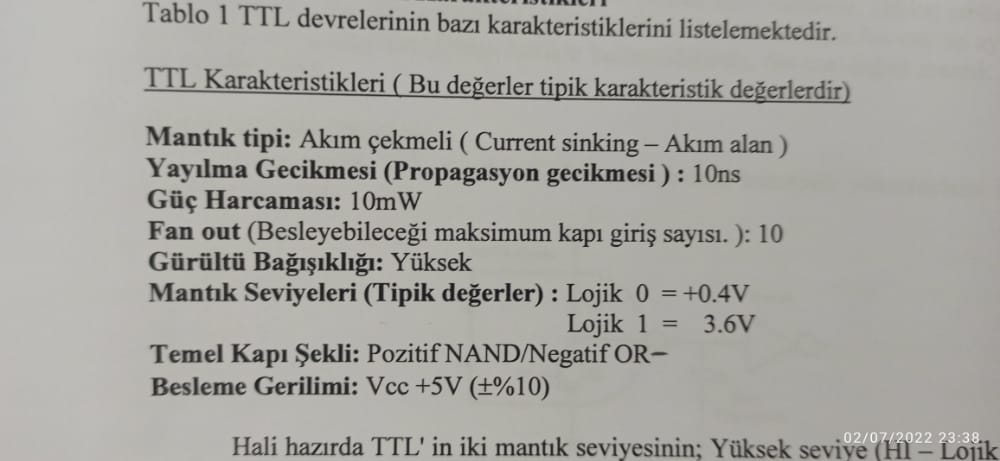 Tablo 1 TTL devrelerinin bazı karakteristiklerini listelemektedir.
TTL Karakteristikleri ( Bu değerler tipik karakteristik değerlerdir)
Mantık tipi: Akım çekmeli ( Current sinking – Akım alan )
Yayılma Gecikmesi (Propagasyon gecikmesi ) : 10ns
Güç Harcaması: 10mW
Fan out (Besleyebileceği maksimum kapı giriş sayısı. ): 10
Gürültü Bağışıklığı: Yüksek
Mantık Seviyeleri (Tipik değerler) : Lojik 0 = +0.4V
Lojik 1 = 3.6V
Temel Kapı Şekli: Pozitif NAND/Negatif OR–
Besleme Gerilimi: Vcc +5V (±%10)
Hali hazırda TTL' in iki mantık seviyesinin; Yüksek seviye (HI – Lojik
02/07/2022 23:38